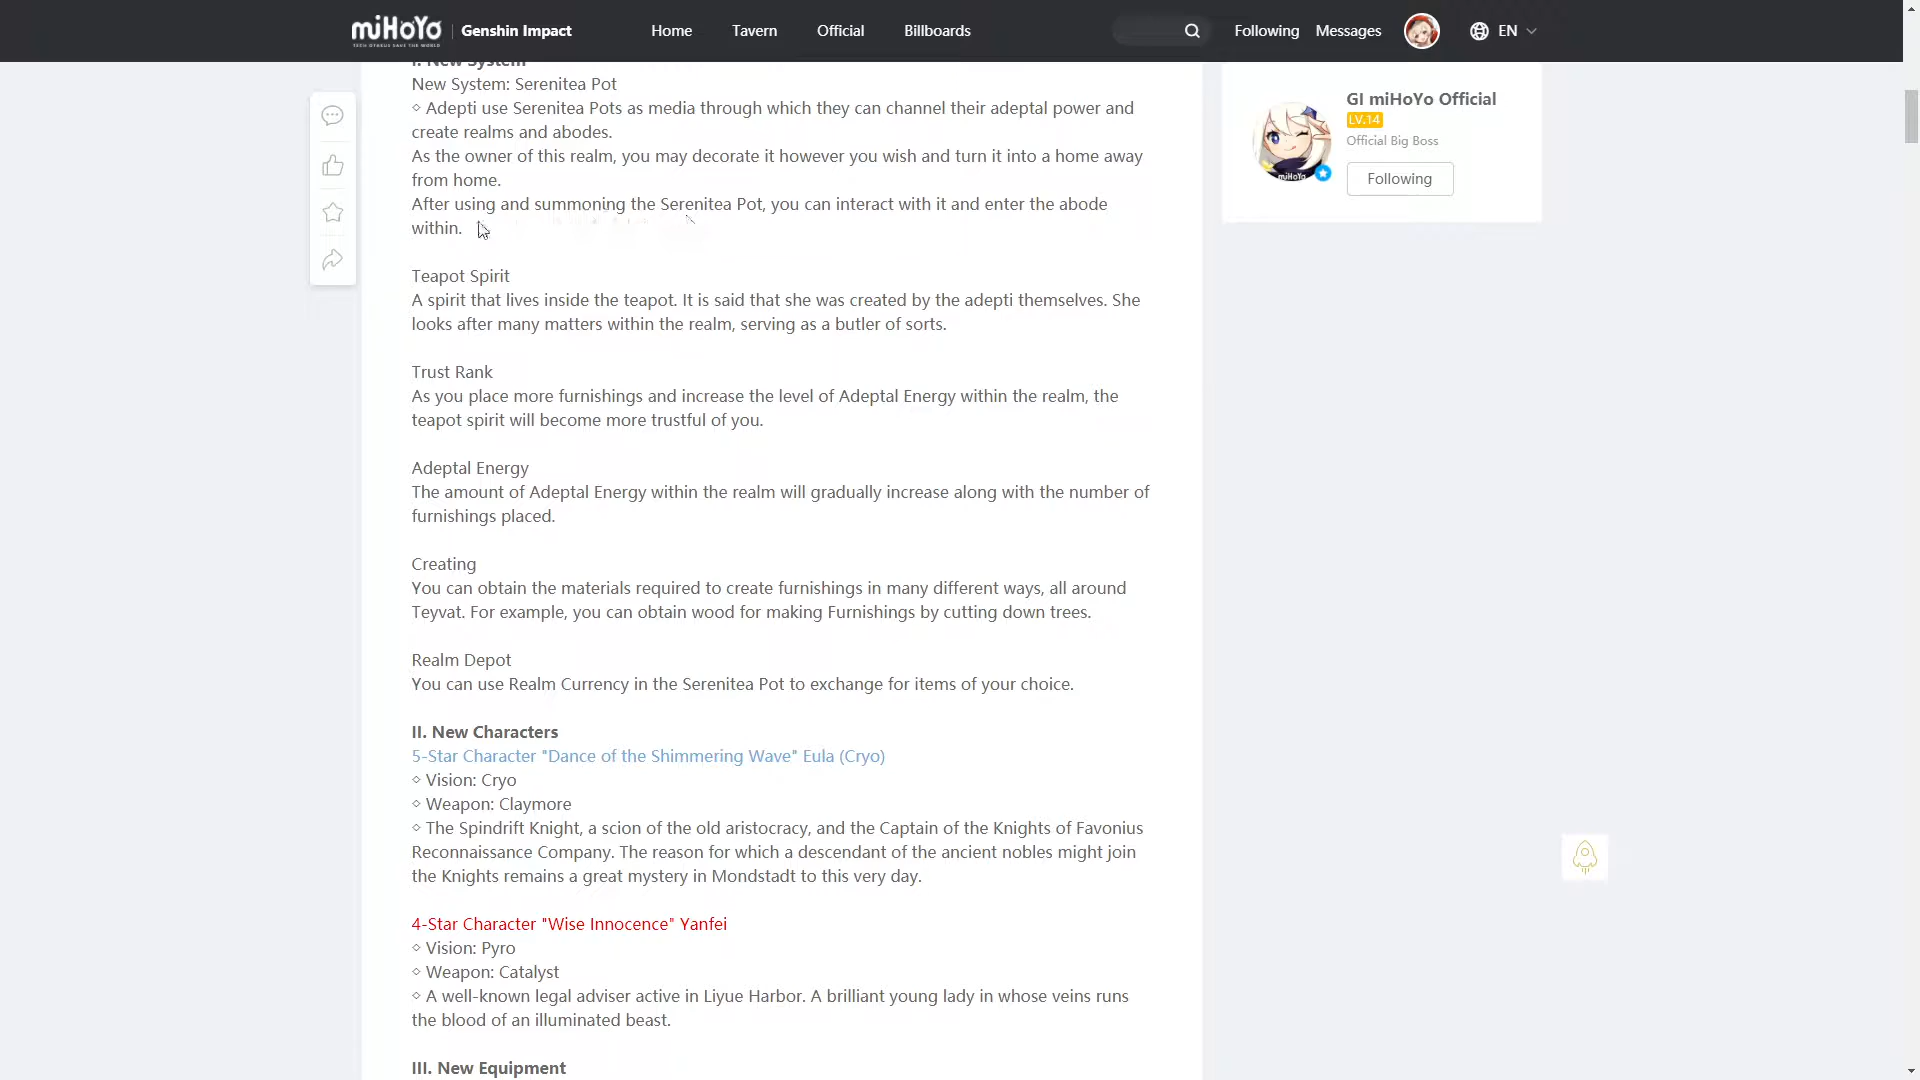 miHoYo
TECH OTAKUS SAVE THE WORLD
Genshin Impact
Home
Tavern
Official
Billboards
Following
Messages
EN
I. New System
New System: Serenitea Pot
◇ Adepti use Serenitea Pots as media through which they can channel their adeptal power and
create realms and abodes.
As the owner of this realm, you may decorate it however you wish and turn it into a home away
from home.
After using and summoning the Serenitea Pot, you can interact with it and enter the abode
within.
Teapot Spirit
A spirit that lives inside the teapot. It is said that she was created by the adepti themselves. She
looks after many matters within the realm, serving as a butler of sorts.
Trust Rank
As you place more furnishings and increase the level of Adeptal Energy within the realm, the
teapot spirit will become more trustful of you.
Adeptal Energy
The amount of Adeptal Energy within the realm will gradually increase along with the number of
furnishings placed.
Creating
You can obtain the materials required to create furnishings in many different ways, all around
Teyvat. For example, you can obtain wood for making Furnishings by cutting down trees.
Realm Depot
You can use Realm Currency in the Serenitea Pot to exchange for items of your choice.
II. New Characters
5-Star Character "Dance of the Shimmering Wave" Eula (Cryo)
◇ Vision: Cryo
◇ Weapon: Claymore
◇ The Spindrift Knight, a scion of the old aristocracy, and the Captain of the Knights of Favonius
Reconnaissance Company. The reason for which a descendant of the ancient nobles might join
the Knights remains a great mystery in Mondstadt to this very day.
4-Star Character "Wise Innocence" Yanfei
◇ Vision: Pyro
◇ Weapon: Catalyst
◇ A well-known legal adviser active in Liyue Harbor. A brilliant young lady in whose veins runs
the blood of an illuminated beast.
III. New Equipment
GI miHoYo Official
LV.14
Official Big Boss
miHoYo
Following